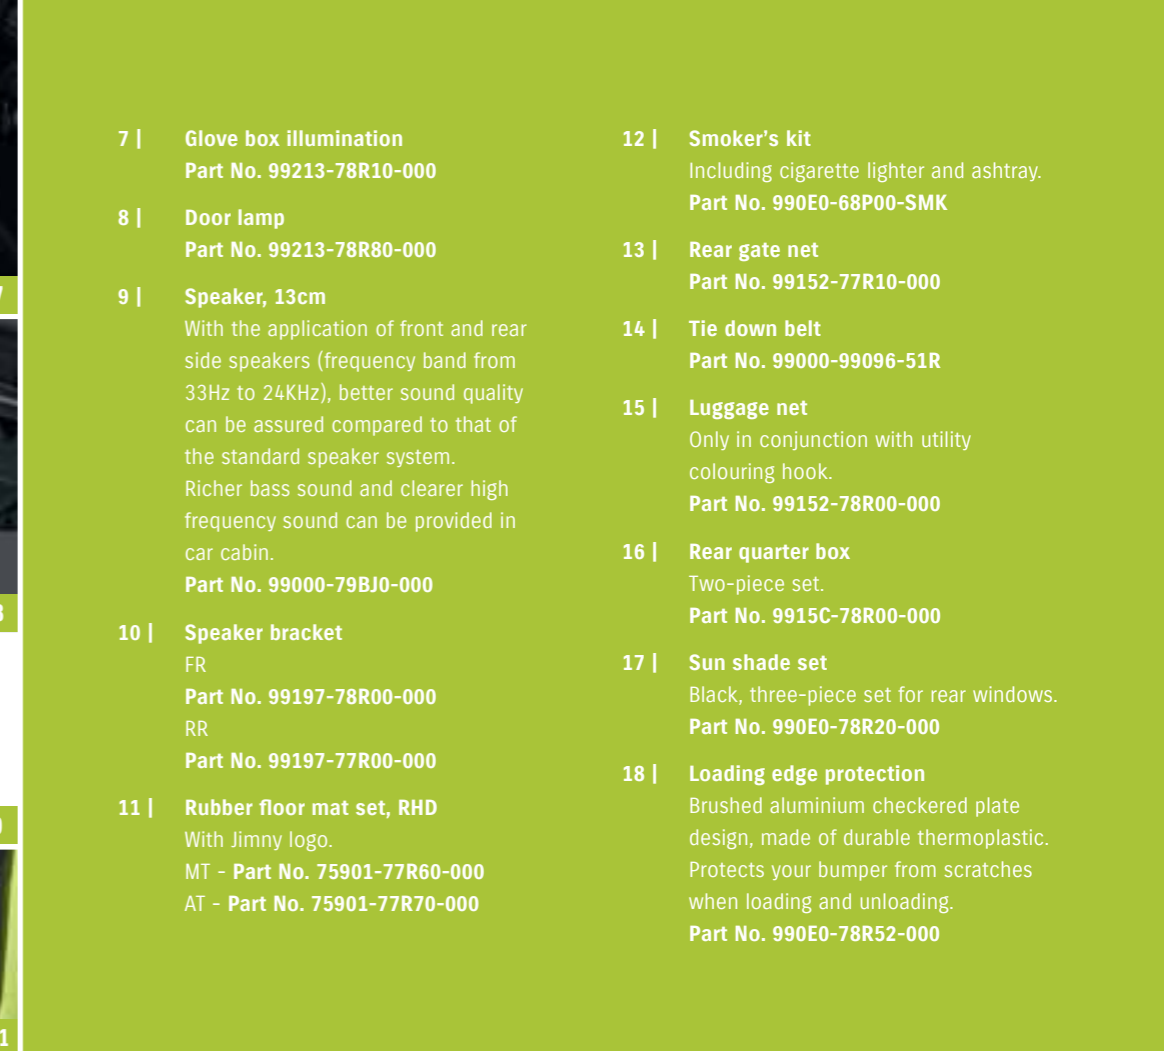 7 | Glove box illumination
Part No. 99213-78R10-000
8 | Door lamp
Part No. 99213-78R80-000
9 | Speaker, 13cm
With the application of front and rear
side speakers (frequency band from
33Hz to 24KHz), better sound quality
can be assured compared to that of
the standard speaker system.
Richer bass sound and clearer high
frequency sound can be provided in
car cabin.
Part No. 99000-79BJ0-000
10 | Speaker bracket
FR
Part No. 99197-78R00-000
RR
Part No. 99197-77R00-000
11 | Rubber floor mat set, RHD
With Jimny logo.
MT - Part No. 75901-77R60-000
AT - Part No. 75901-77R70-000
12 | Smoker's kit
Including cigarette lighter and ashtray.
Part No. 990E0-68P00-SMK
13 | Rear gate net
Part No. 99152-77R10-000
14 | Tie down belt
Part No. 99000-99096-51R
15 | Luggage net
Only in conjunction with utility
colouring hook.
Part No. 99152-78R00-000
16 | Rear quarter box
Two-piece set.
Part No. 9915C-78R00-000
17 | Sun shade set
Black, three-piece set for rear windows.
Part No. 990E0-78R20-000
18 | Loading edge protection
Brushed aluminium checkered plate
design, made of durable thermoplastic.
Protects your bumper from scratches
when loading and unloading.
Part No. 990E0-78R52-000